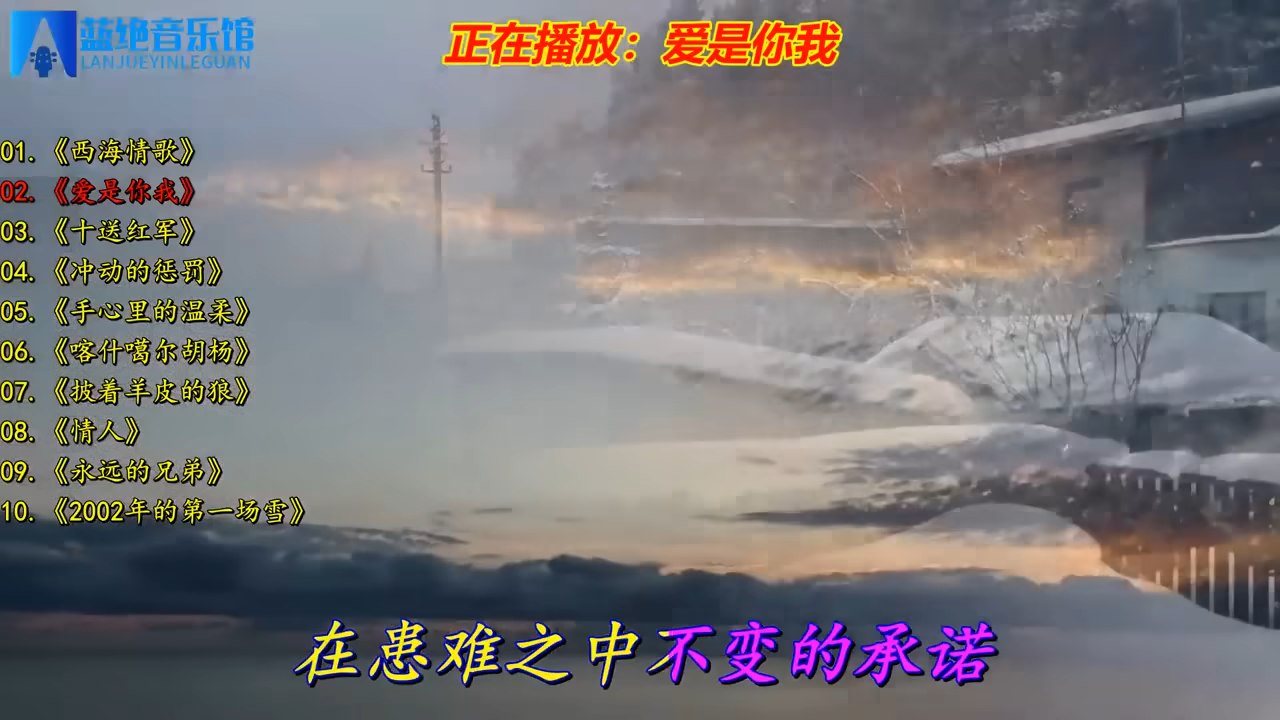 蓝绝音乐馆
LANJUEYINLEGUAN
正在播放：爱是你我
01.《西海情歌》
02.《爱是你我》
03.《十送红军》
04.《冲动的惩罚》
05.《手心里的温柔》
06.《喀什噶尔胡杨》
07.《披着羊皮的狼》
08.《情人》
09.《永远的兄弟》
10.《2002年的第一场雪》
在患难之中不变的承诺